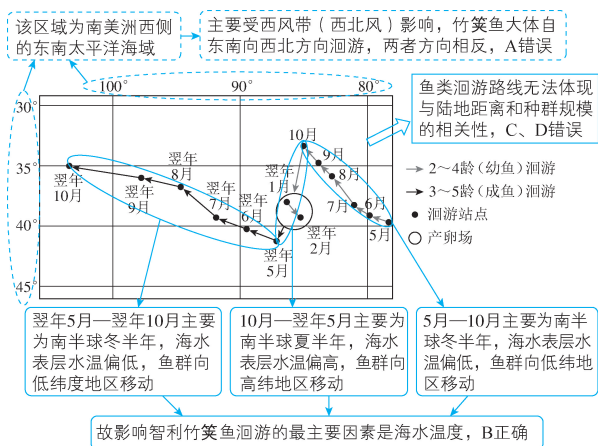 该区域为南美洲西侧
的东南太平洋海域
主要受西风带（西北风）影响，竹䇲鱼大体自
东南向西北方向洄游，两者方向相反，A错误
鱼类洄游路线无法体现
与陆地距离和种群规模
的相关性，C、D错误
100° 90° 80°
30°
35°
40°
45°
10月
9月
8月
7月
6月
5月
翌年
1月
翌年
2月
翌年
5月
翌年
6月
翌年
7月
翌年
8月
翌年
9月
翌年
10月
2～4龄(幼鱼)洄游
3～5龄(成鱼)洄游
洄游站点
产卵场
翌年5月—翌年10月主要
为南半球冬半年，海水
表层水温偏低，鱼群向
低纬度地区移动
10月—翌年5月主要为
南半球夏半年，海水
表层水温偏高，鱼群向
高纬地区移动
5月—10月主要为南半
球冬半年，海水表层水
温偏低，鱼群向低纬地
区移动
故影响智利竹䇲鱼洄游的最主要因素是海水温度，B正确